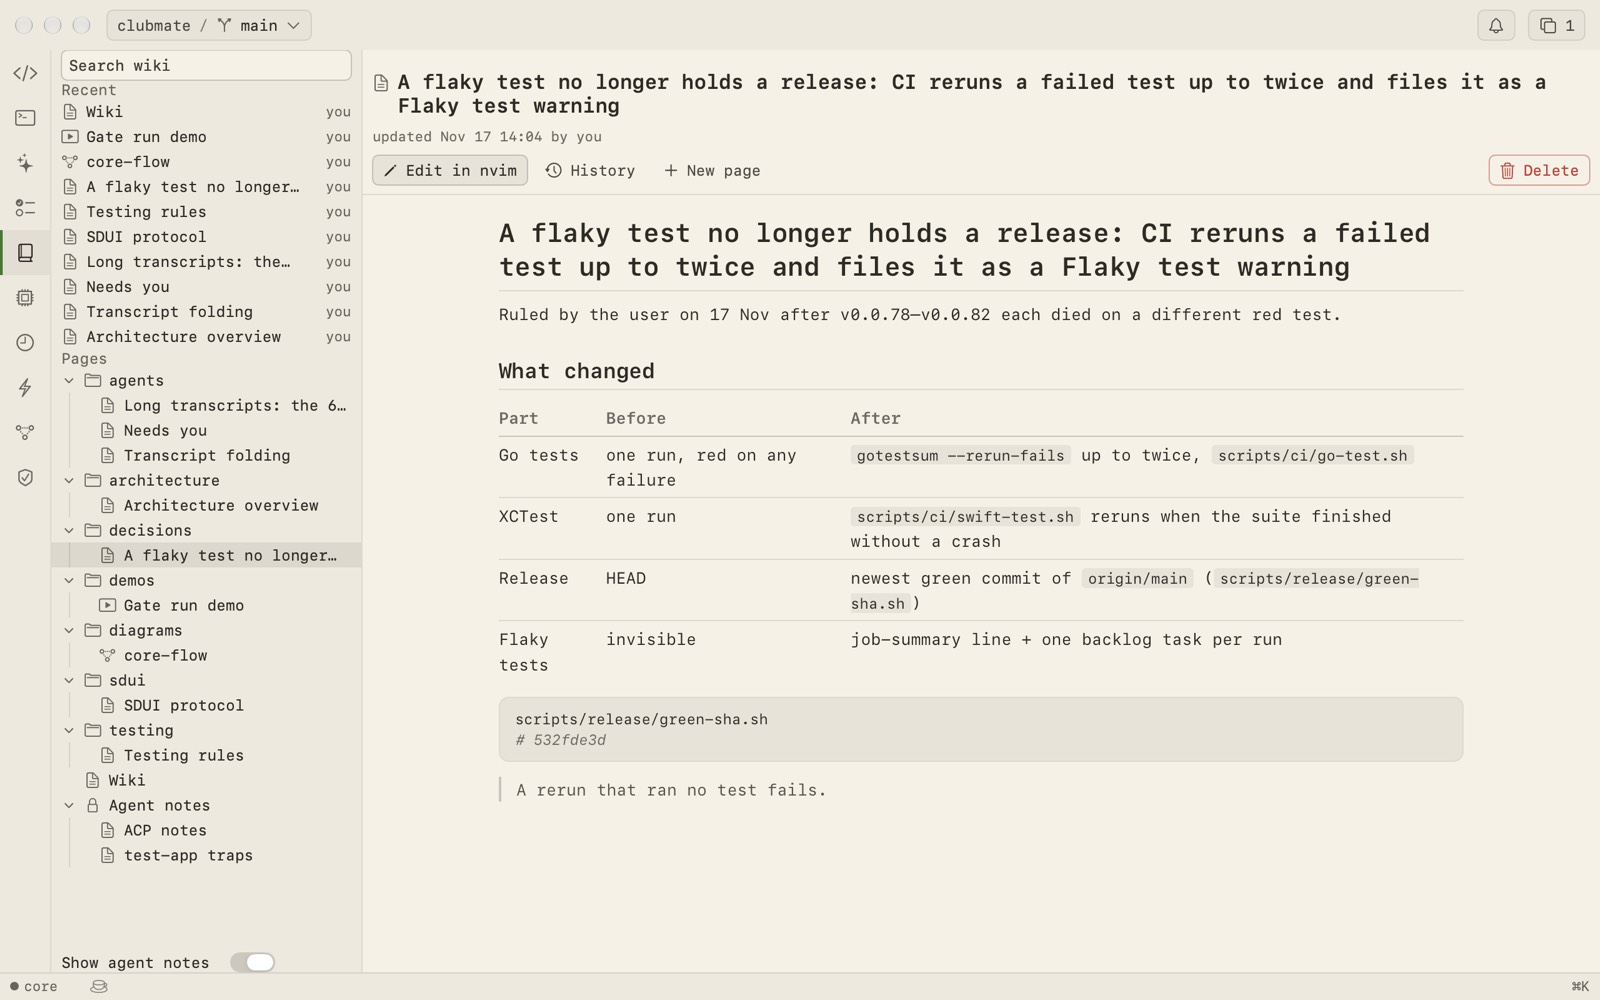 clubmate / main
1
Search wiki
Recent
Wiki you
Gate run demo you
core-flow you
A flaky test no longer… you
Testing rules you
SDUI protocol you
Long transcripts: the… you
Needs you you
Transcript folding you
Architecture overview you
Pages
agents
Long transcripts: the 6…
Needs you
Transcript folding
architecture
Architecture overview
decisions
A flaky test no longer…
demos
Gate run demo
diagrams
core-flow
sdui
SDUI protocol
testing
Testing rules
Wiki
Agent notes
ACP notes
test-app traps
Show agent notes
A flaky test no longer holds a release: CI reruns a failed test up to twice and files it as a
Flaky test warning
updated Nov 17 14:04 by you
Edit in nvim History + New page Delete
A flaky test no longer holds a release: CI reruns a failed
test up to twice and files it as a Flaky test warning
Ruled by the user on 17 Nov after v0.0.78–v0.0.82 each died on a different red test.
What changed
Part Before After
Go tests one run, red on any gotestsum --rerun-fails up to twice, scripts/ci/go-test.sh
failure
XCTest one run scripts/ci/swift-test.sh reruns when the suite finished
without a crash
Release HEAD newest green commit of origin/main (scripts/release/green-
sha.sh)
Flaky invisible job-summary line + one backlog task per run
tests
scripts/release/green-sha.sh
# 532fde3d
A rerun that ran no test fails.
core
⌘K